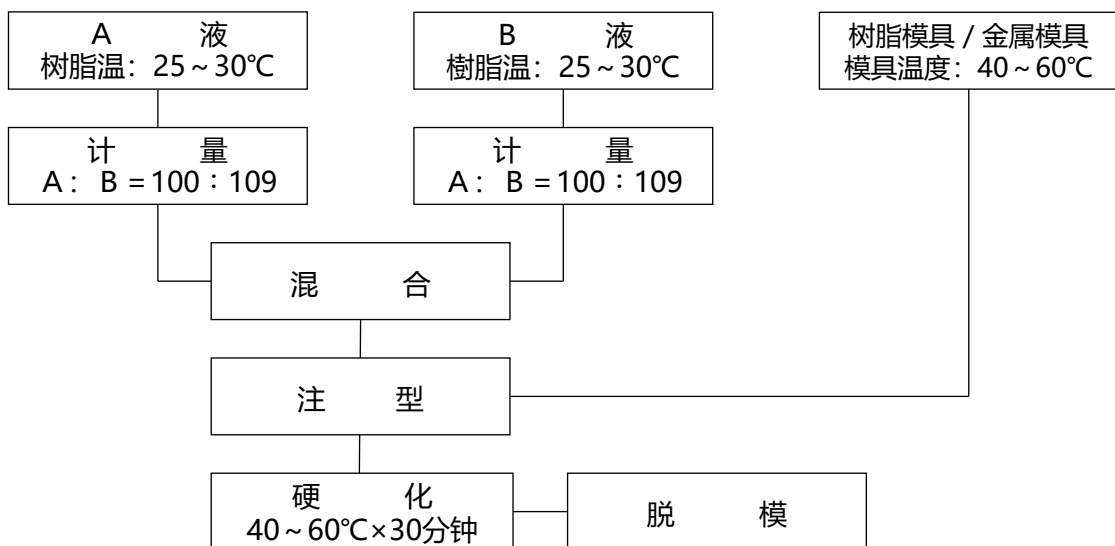 A 液
树脂温：25～30℃
B 液
樹脂温：25～30℃
树脂模具 / 金属模具
模具温度：40～60℃
计 量
A：B＝100：109
计 量
A：B＝100：109
混 合
注 型
硬 化
40～60℃×30分钟
脱 模